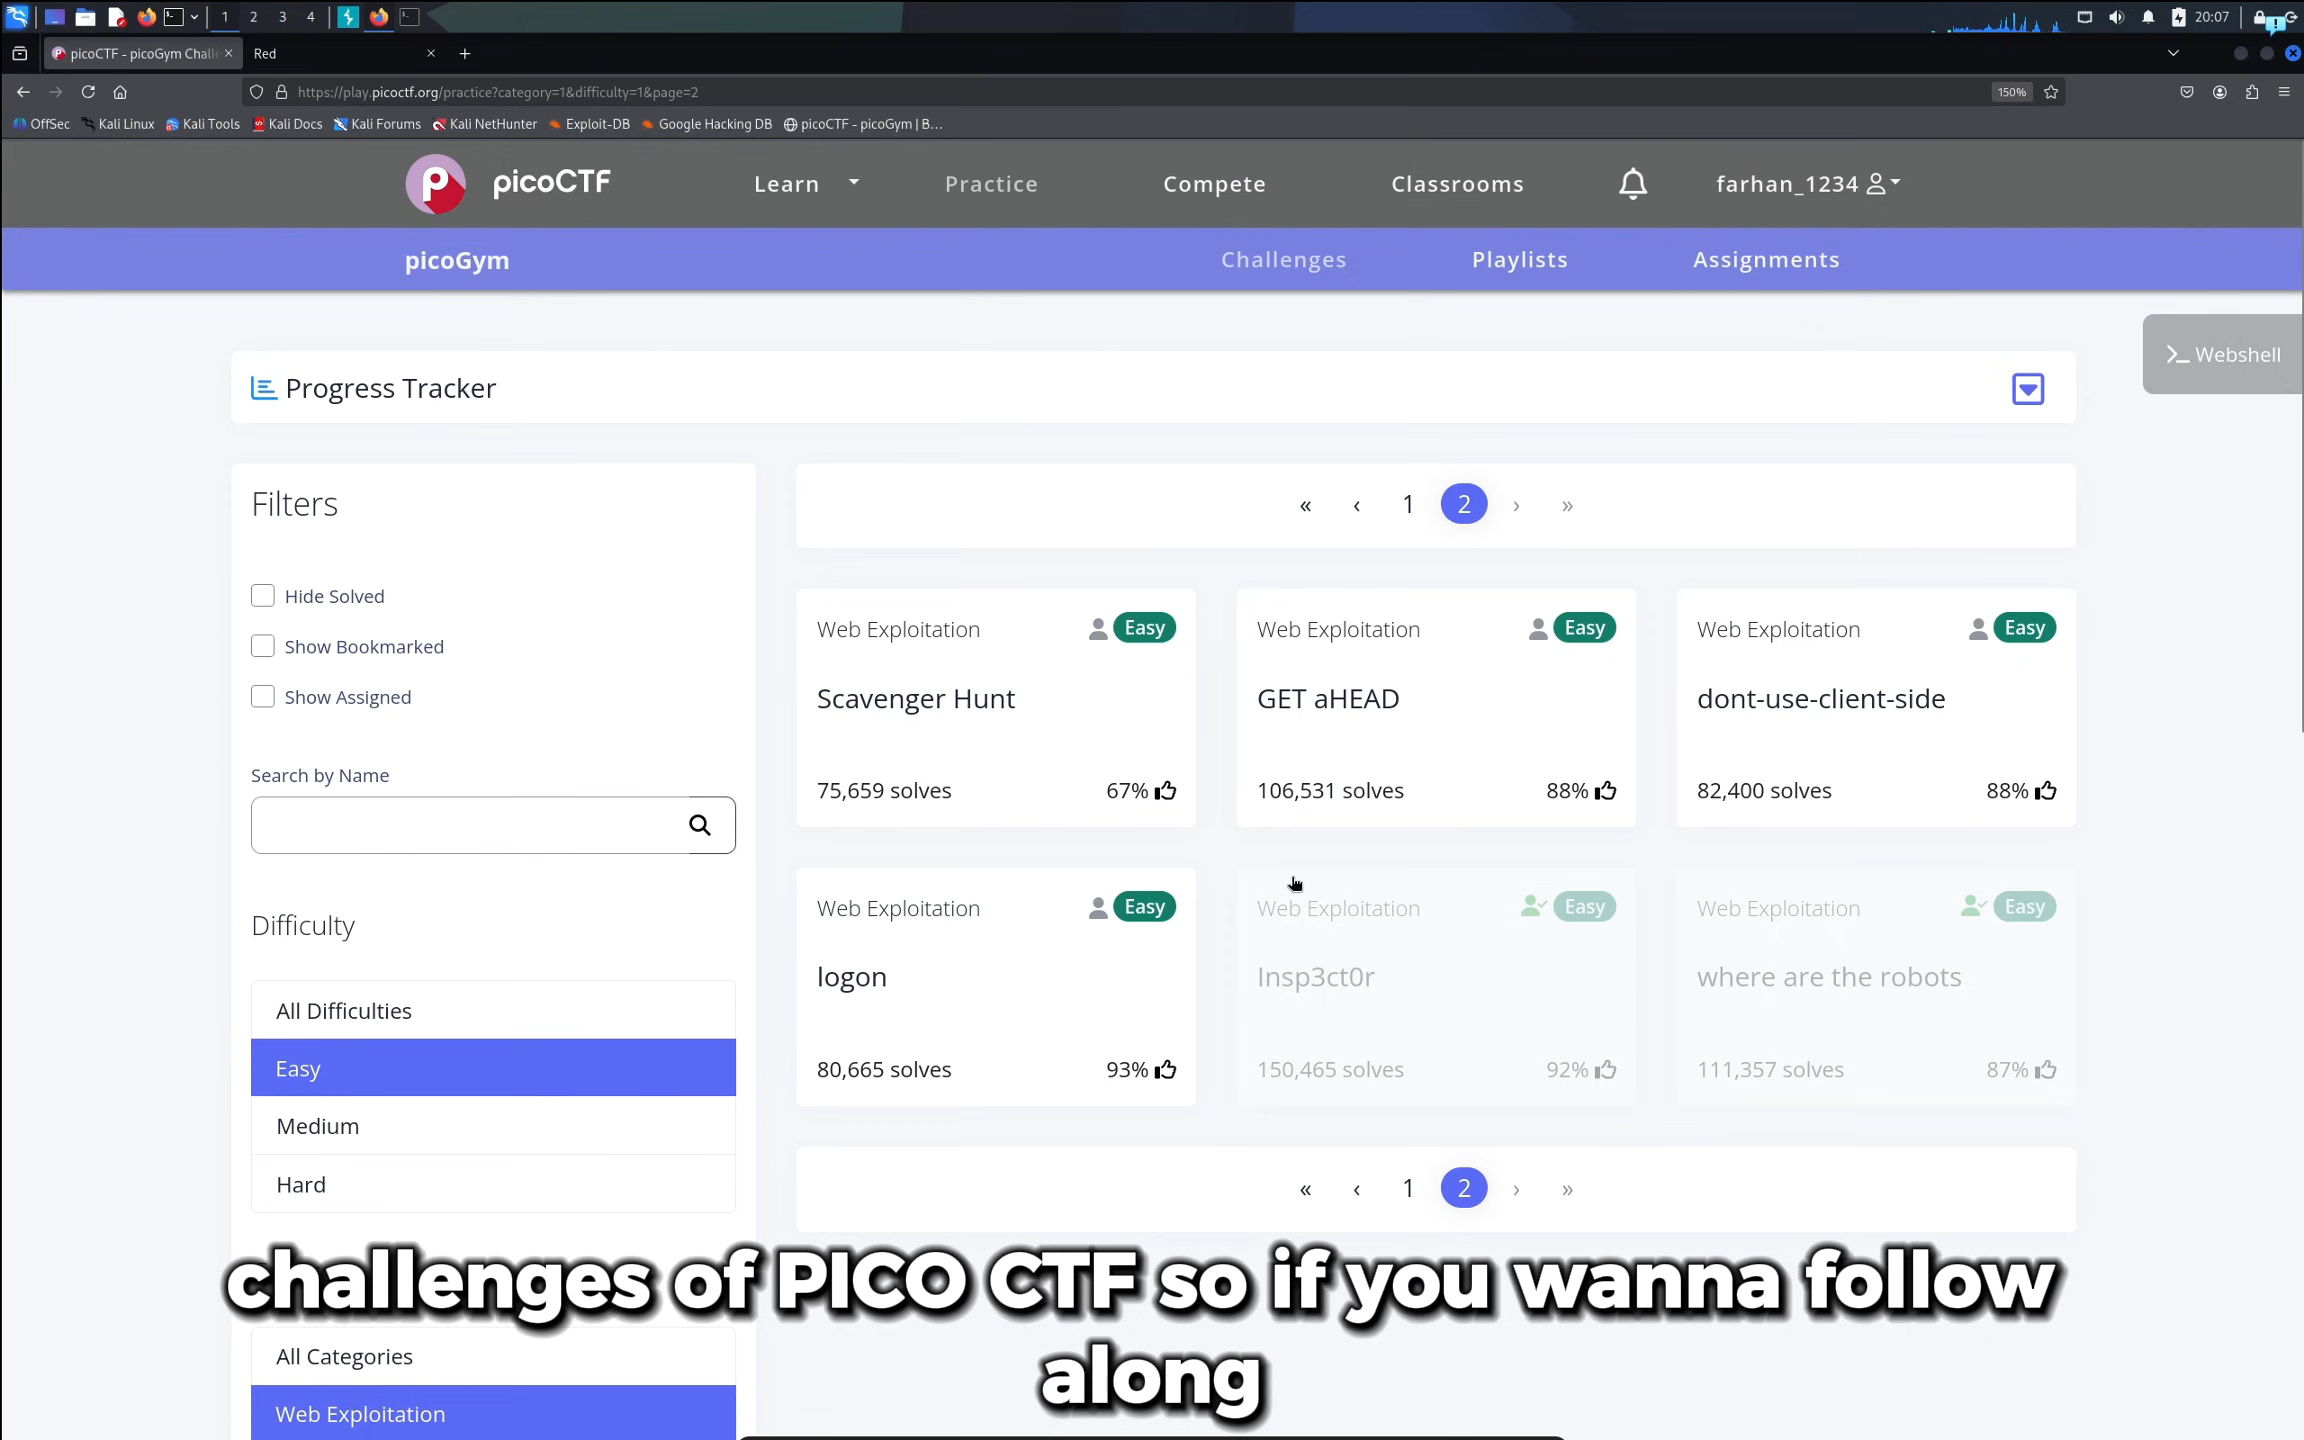 1 2 3 4 20:07
picoCTF - picoGym Challe Red
https://play.picoctf.org/practice?category=1&difficulty=1&page=2 150%
OffSec Kali Linux Kali Tools Kali Docs Kali Forums Kali NetHunter Exploit-DB Google Hacking DB picoCTF - picoGym | B...
picoCTF Learn Practice Compete Classrooms farhan_1234
picoGym Challenges Playlists Assignments
>_ Webshell
Progress Tracker
Filters
Hide Solved
Show Bookmarked
Show Assigned
Search by Name
Difficulty
All Difficulties
Easy
Medium
Hard
All Categories
Web Exploitation
« ‹ 1 2 › »
Web Exploitation Easy
Scavenger Hunt
75,659 solves 67%
Web Exploitation Easy
GET aHEAD
106,531 solves 88%
Web Exploitation Easy
dont-use-client-side
82,400 solves 88%
Web Exploitation Easy
logon
80,665 solves 93%
Web Exploitation Easy
Insp3ct0r
150,465 solves 92%
Web Exploitation Easy
where are the robots
111,357 solves 87%
« ‹ 1 2 › »
challenges of PICO CTF so if you wanna follow
along